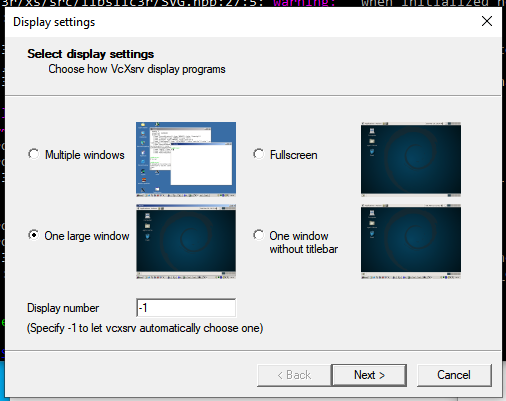 3r/xs/src/libslic3r/SVG.hpp:27:5: warning: when initialized h
Display settings
Select display settings
Choose how VcXsrv display programs
Multiple windows
Fullscreen
One large window
One window
without titlebar
Display number
-1
(Specify -1 to let vcxsrv automatically choose one)
< Back
Next >
Cancel